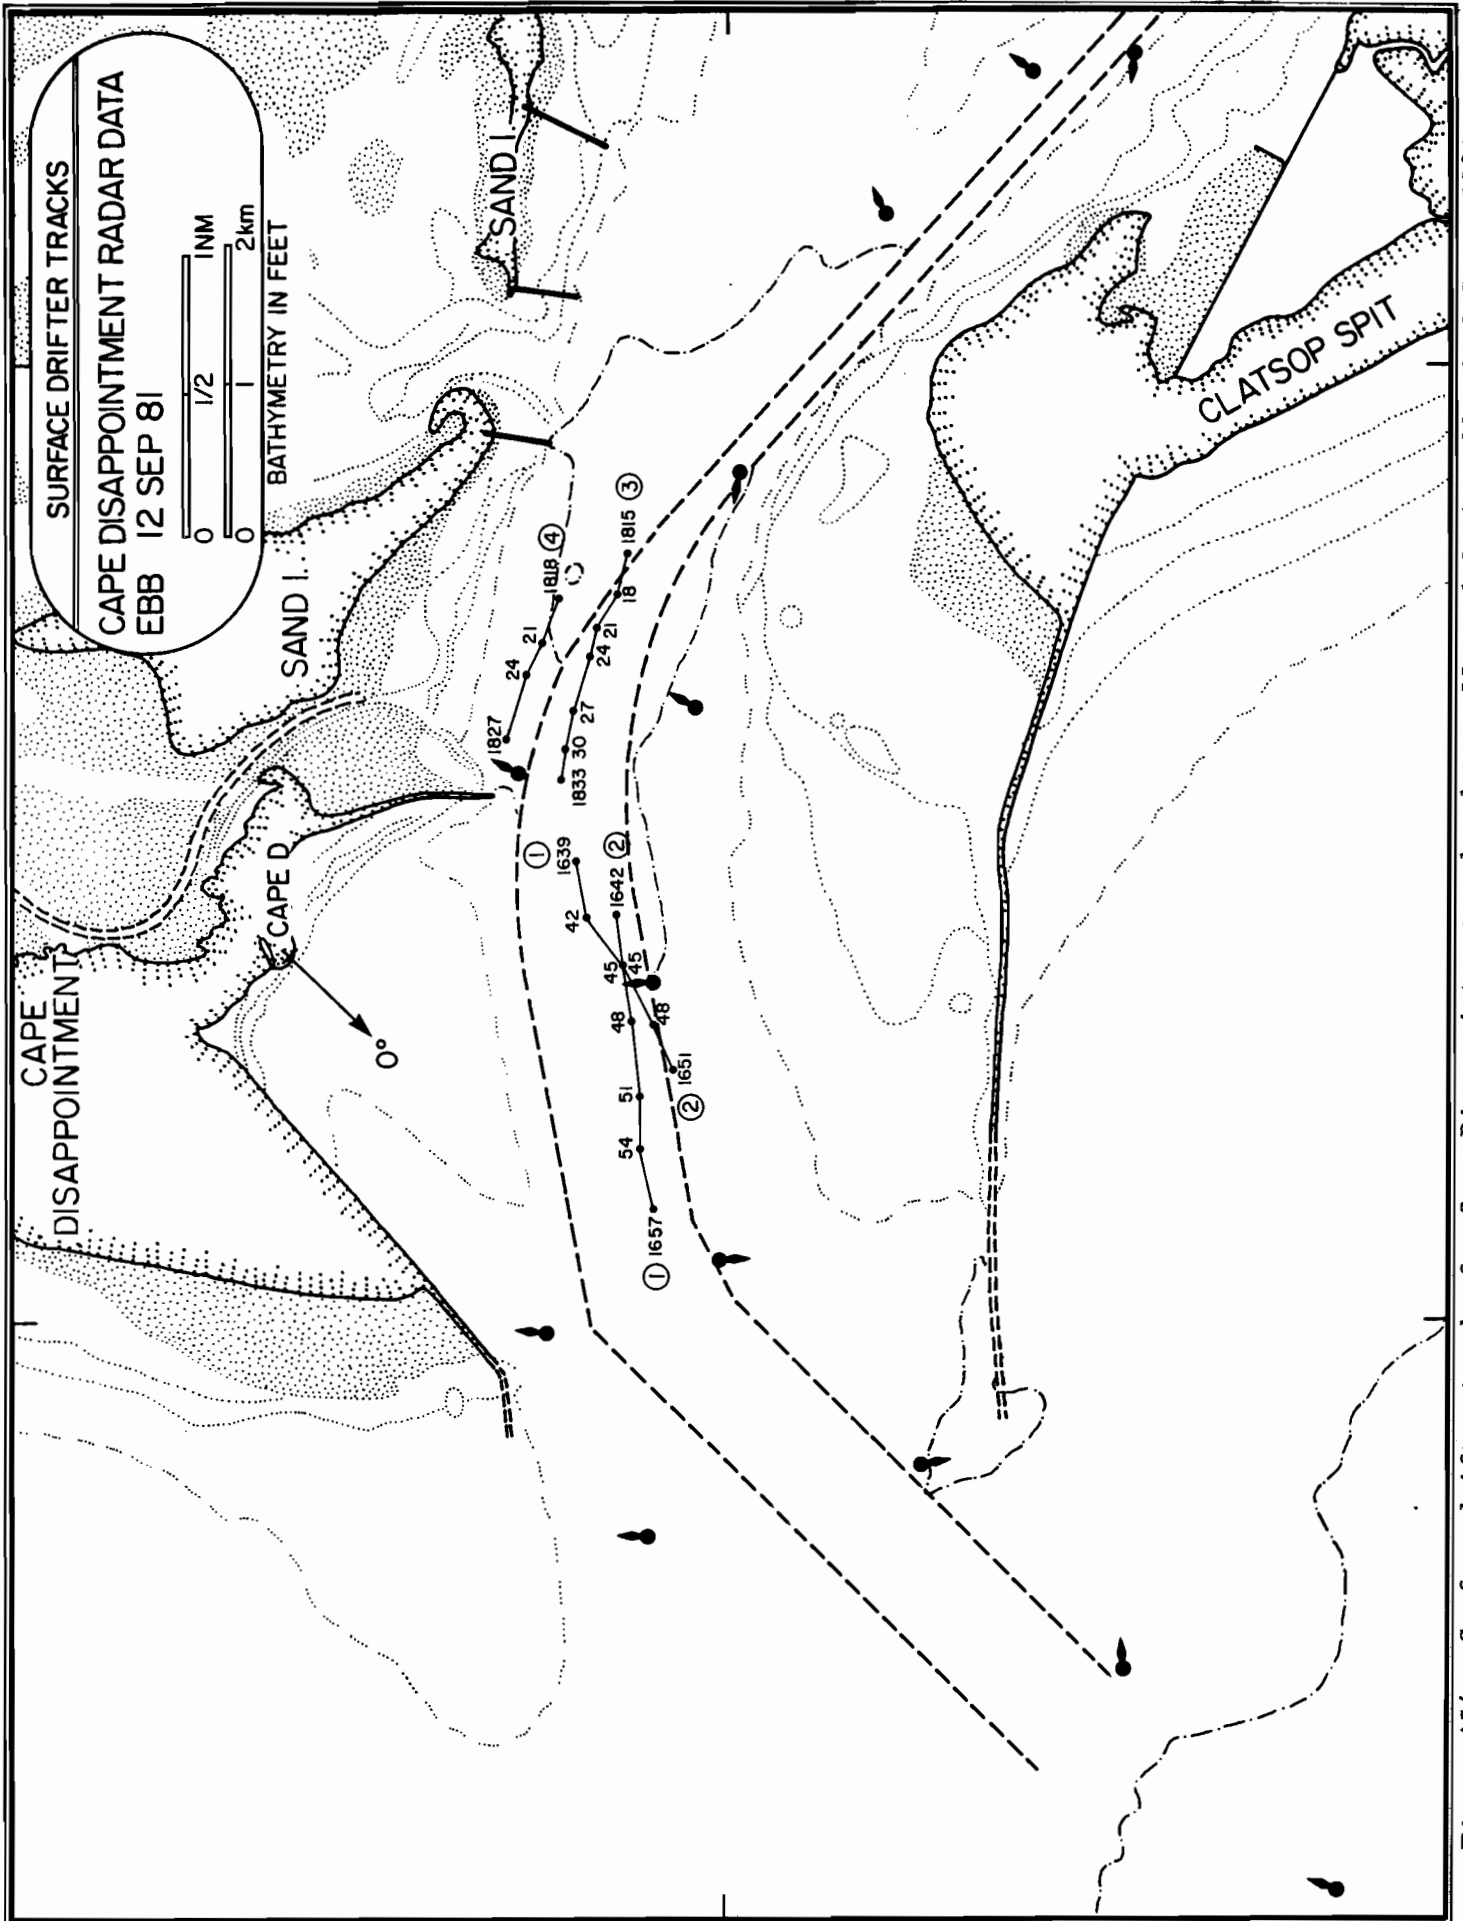 SURFACE DRIFTER TRACKS
CAPE DISAPPOINTMENT RADAR DATA
EBB 12 SEP 81
0 1/2 1NM
0 1 2km
BATHYMETRY IN FEET
CAPE
DISAPPOINTMENT
CAPE D
0°
SAND I.
SAND I.
CLATSOP SPIT
1
1639
42
45
48
51
54
1657
1
2
1642
45
48
1651
2
1815 3
18
21
24
27
30
1833
1818 4
21
24
1827